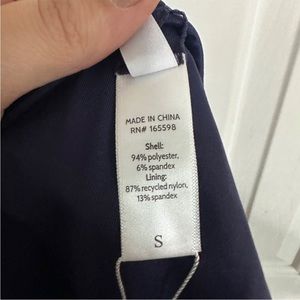 MADE IN CHINA
RN# 165598
Shell:
94% polyester,
6% spandex
Lining:
87% recycled nylon,
13% spandex
S